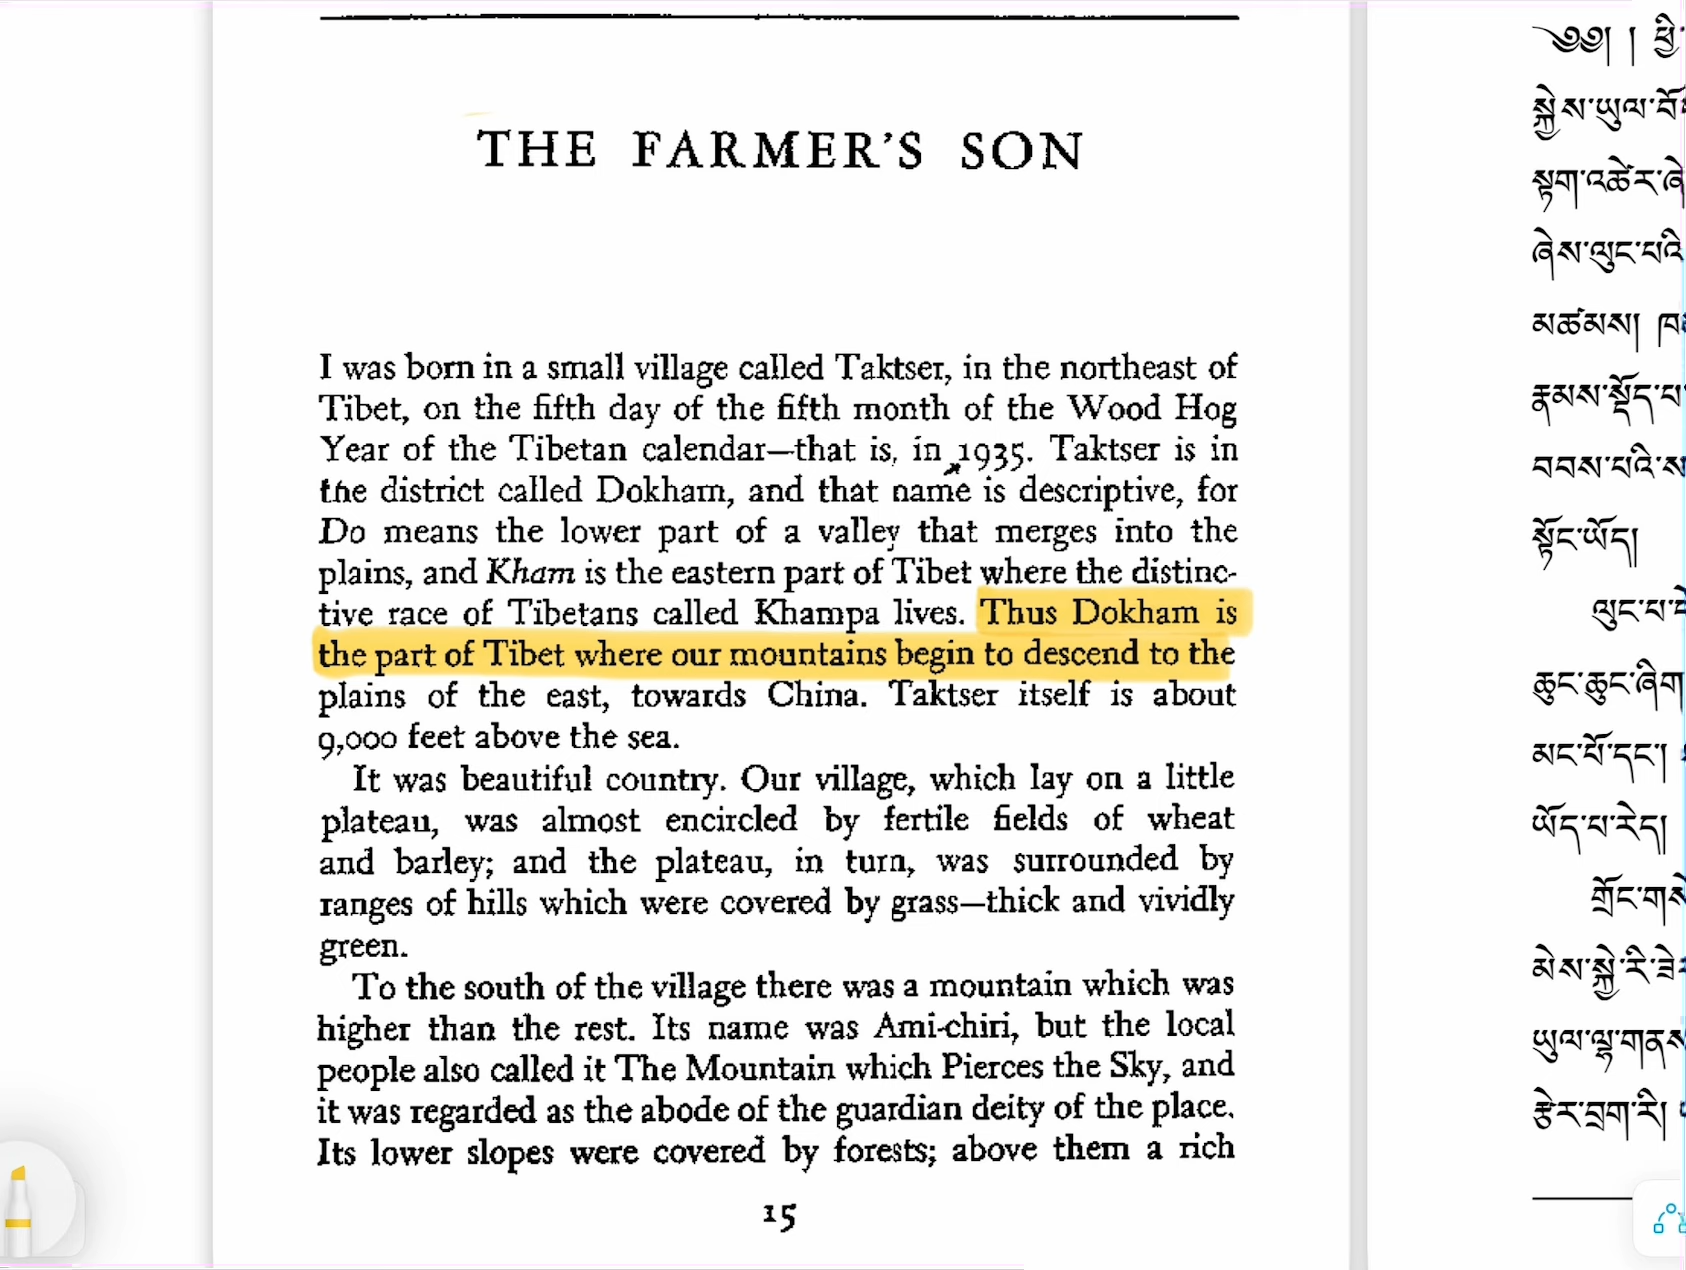 THE FARMER'S SON
I was born in a small village called Taktser, in the northeast of
Tibet, on the fifth day of the fifth month of the Wood Hog
Year of the Tibetan calendar—that is, in 1935. Taktser is in
the district called Dokham, and that name is descriptive, for
Do means the lower part of a valley that merges into the
plains, and Kham is the eastern part of Tibet where the distinc-
tive race of Tibetans called Khampa lives. Thus Dokham is
the part of Tibet where our mountains begin to descend to the
plains of the east, towards China. Taktser itself is about
9,000 feet above the sea.
It was beautiful country. Our village, which lay on a little
plateau, was almost encircled by fertile fields of wheat
and barley; and the plateau, in turn, was surrounded by
ranges of hills which were covered by grass—thick and vividly
green.
To the south of the village there was a mountain which was
higher than the rest. Its name was Ami-chiri, but the local
people also called it The Mountain which Pierces the Sky, and
it was regarded as the abode of the guardian deity of the place.
Its lower slopes were covered by forests; above them a rich
15
༄༅། ། ཕྱི་
སྐྱེས་ཡུལ་
སྟག་འཚེར་
ཞེས་ལུང་པའི་
མཚམས།
རྣམས་སྡོད་པ་
བབས་པའི་
སྟོང་ཡོད།
ལུང་པ་
ཆུང་ཆུང་ཞིག
མང་པོ་དང་།
ཡོད་པ་རེད།
གྲོང་
མེས་སྐྱེ་རི་
ཡུལ་ལྷ་
རྩེར་བྲག་རི།